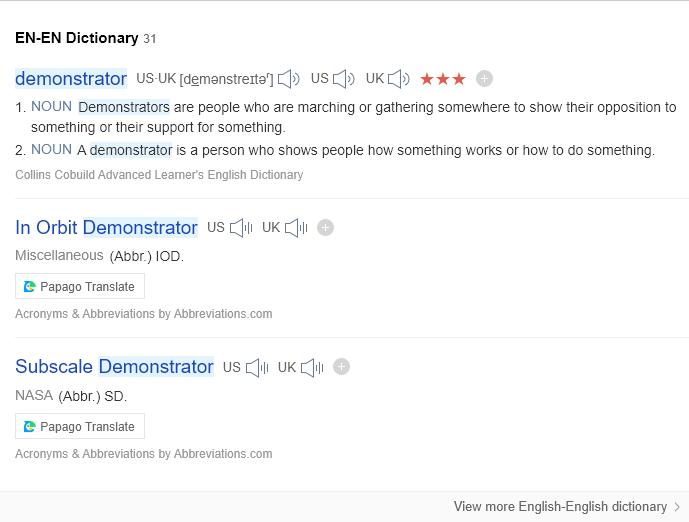 EN-EN Dictionary 31
demonstrator US·UK [demənstreɪtəʳ] US UK ★★★
1. NOUN Demonstrators are people who are marching or gathering somewhere to show their opposition to
something or their support for something.
2. NOUN A demonstrator is a person who shows people how something works or how to do something.
Collins Cobuild Advanced Learner's English Dictionary
In Orbit Demonstrator US UK
Miscellaneous (Abbr.) IOD.
Papago Translate
Acronyms & Abbreviations by Abbreviations.com
Subscale Demonstrator US UK
NASA (Abbr.) SD.
Papago Translate
Acronyms & Abbreviations by Abbreviations.com
View more English-English dictionary